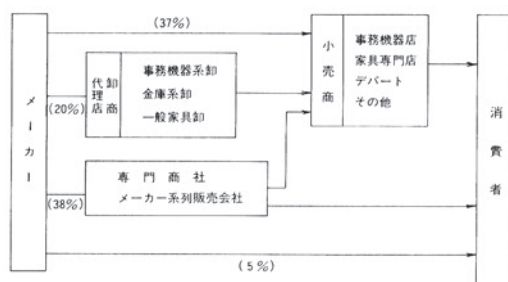 (37%)
メーカー
(20%)
代理店
卸商
事務機器系卸
金庫系卸
一般家具卸
小売商
事務機器店
家具専門店
デパート
その他
消費者
(38%)
専門商社
メーカー系列販売会社
(5%)